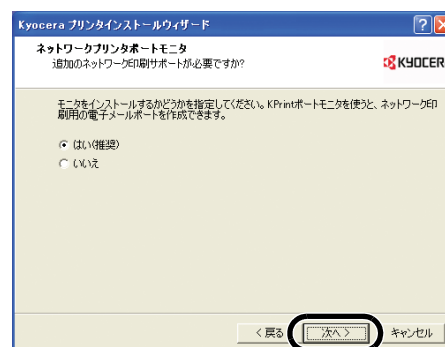 Kyocera プリンタインストールウィザード
ネットワークプリンタポートモニタ
追加のネットワーク印刷サポートが必要ですか?
KYOCER
モニタをインストールするかどうかを指定してください。KPrintポートモニタを使うと、ネットワーク印
刷用の電子メールポートを作成できます。
はい(推奨)
いいえ
< 戻る 次へ > キャンセル